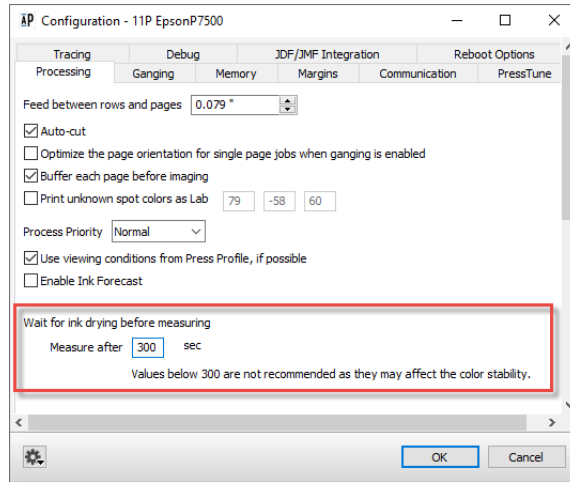 AP Configuration - 11P EpsonP7500
Tracing Debug JDF/JMF Integration Reboot Options
Processing Ganging Memory Margins Communication PressTune
Feed between rows and pages 0.079 "
Auto-cut
Optimize the page orientation for single page jobs when ganging is enabled
Buffer each page before imaging
Print unknown spot colors as Lab 79 -58 60
Process Priority Normal
Use viewing conditions from Press Profile, if possible
Enable Ink Forecast
Wait for ink drying before measuring
Measure after 300 sec
Values below 300 are not recommended as they may affect the color stability.
OK Cancel